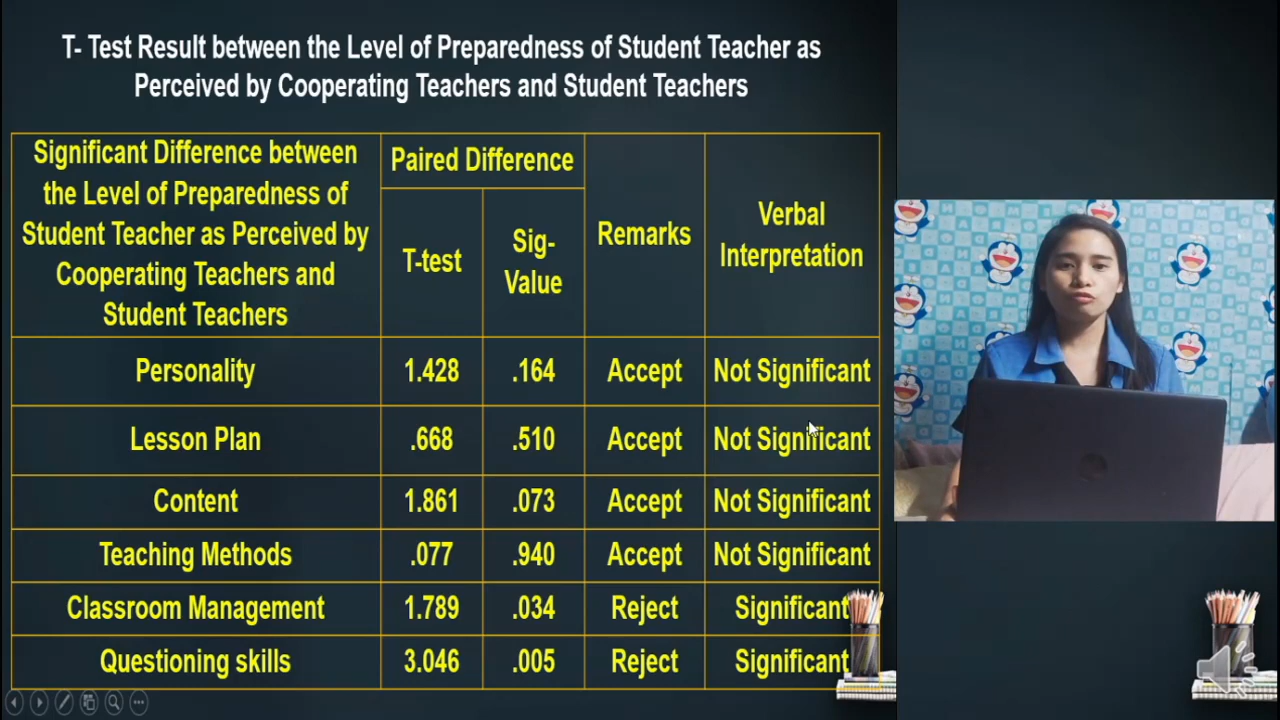 T- Test Result between the Level of Preparedness of Student Teacher as
Perceived by Cooperating Teachers and Student Teachers
Significant Difference between
the Level of Preparedness of
Student Teacher as Perceived by
Cooperating Teachers and
Student Teachers
Paired Difference
T-test
Sig-
Value
Remarks
Verbal
Interpretation
Personality 1.428 .164 Accept Not Significant
Lesson Plan .668 .510 Accept Not Significant
Content 1.861 .073 Accept Not Significant
Teaching Methods .077 .940 Accept Not Significant
Classroom Management 1.789 .034 Reject Significant
Questioning skills 3.046 .005 Reject Significant